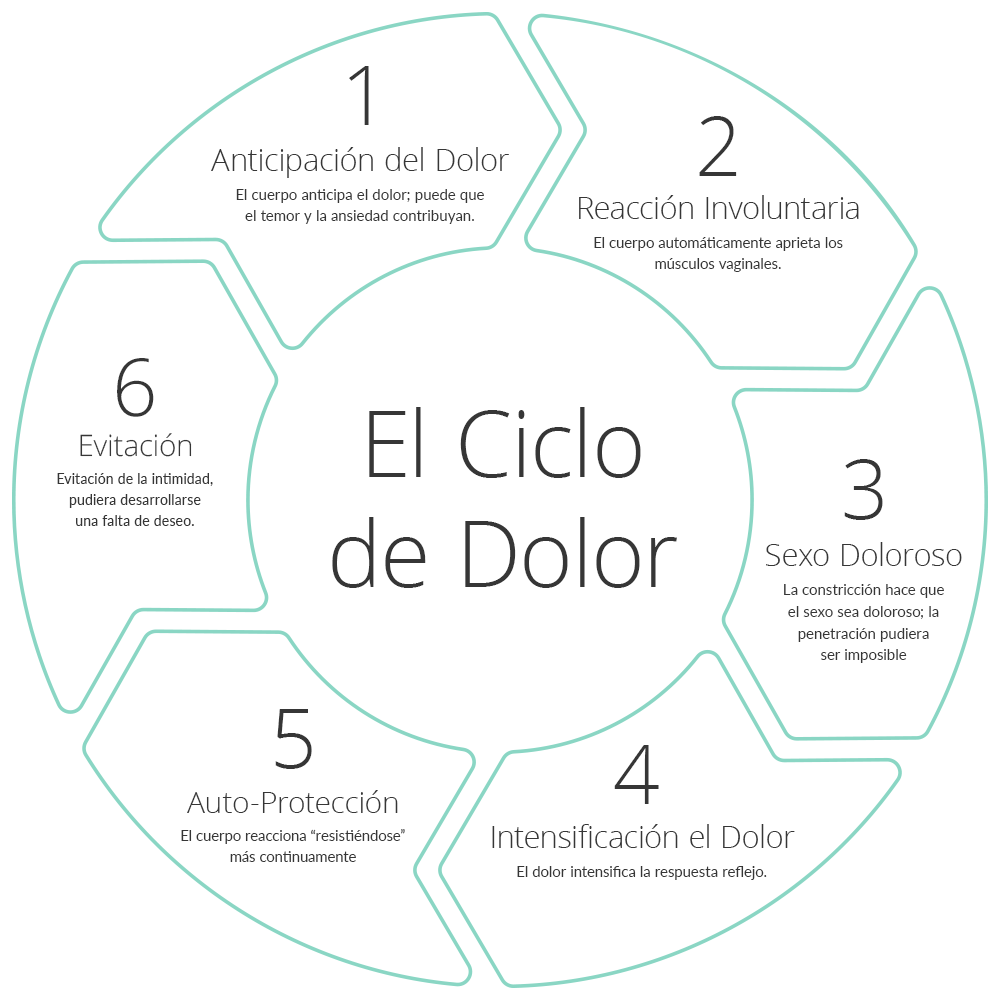 1
Anticipación del Dolor
El cuerpo anticipa el dolor; puede que
el temor y la ansiedad contribuyan.
2
Reacción Involuntaria
El cuerpo automáticamente aprieta los
músculos vaginales.
3
Sexo Doloroso
La constricción hace que
el sexo sea doloroso; la
penetración pudiera
ser imposible
4
Intensificación el Dolor
El dolor intensifica la respuesta reflejo.
5
Auto-Protección
El cuerpo reacciona “resistiéndose”
más continuamente
6
Evitación
Evitación de la intimidad,
pudiera desarrollarse
una falta de deseo.
El Ciclo
de Dolor